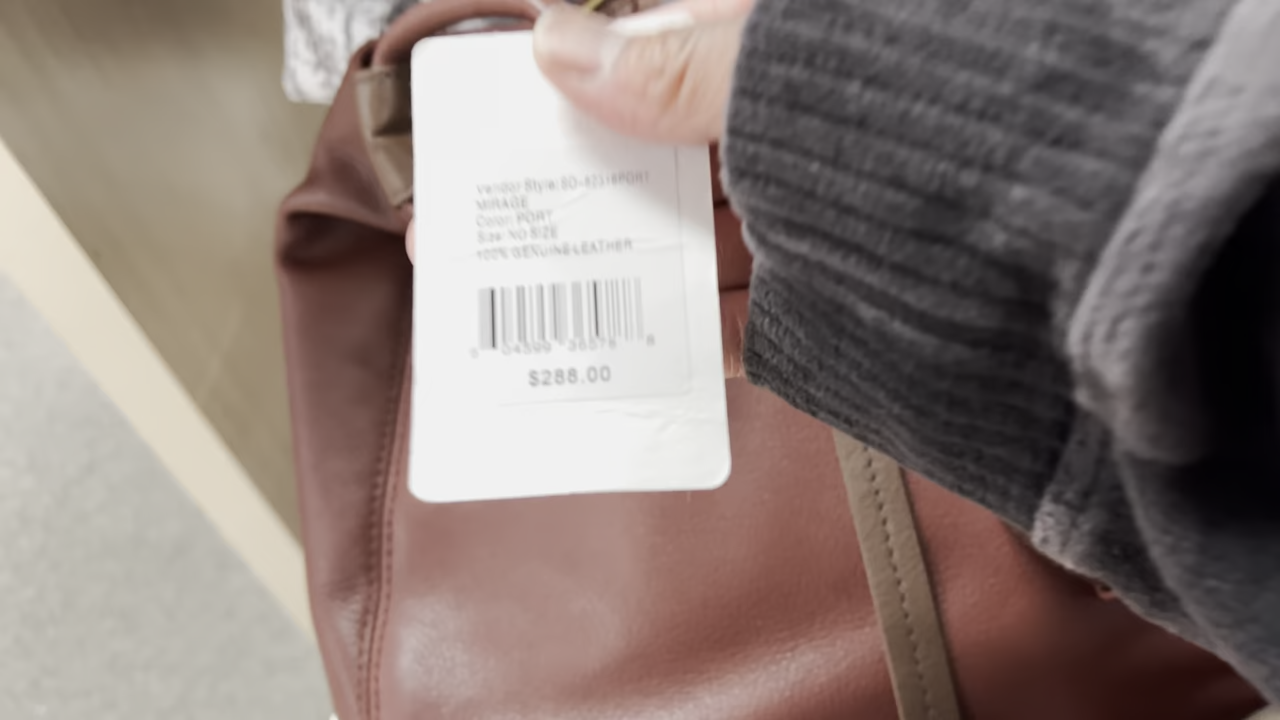 Vendor Style:
MIRAGE
Color: PORT
Size: NO SIZE
100% GENUINE LEATHER
$288.00